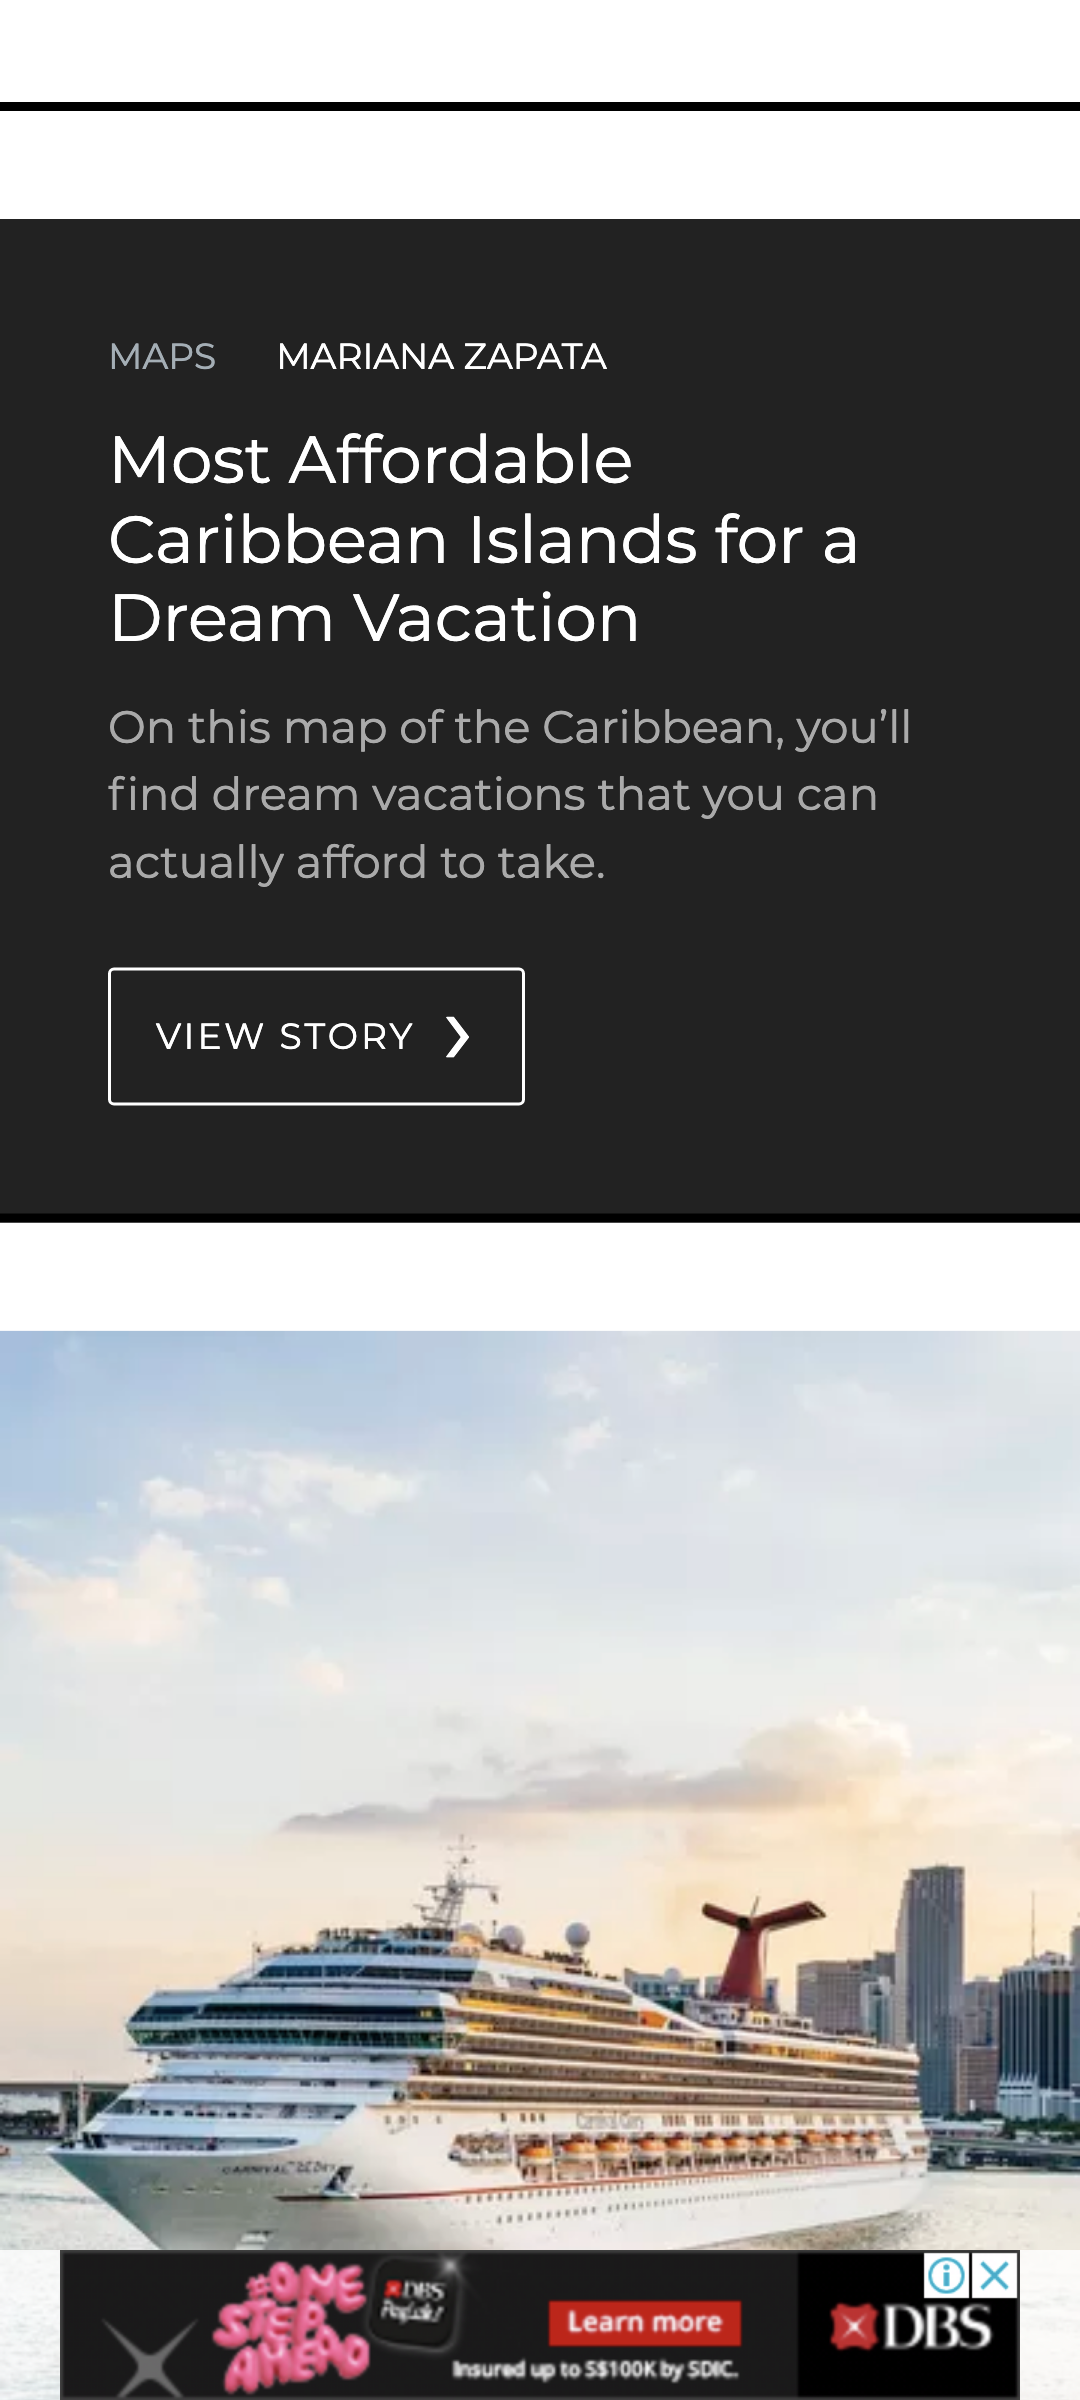 MAPS MARIANA ZAPATA
Most Affordable
Caribbean Islands for a
Dream Vacation
On this map of the Caribbean, you’ll
find dream vacations that you can
actually afford to take.
VIEW STORY
CARNIVAL
#ONE
STEP
AHEAD
DBS
PayLah!
Learn more
Insured up to S$100K by SDIC.
DBS